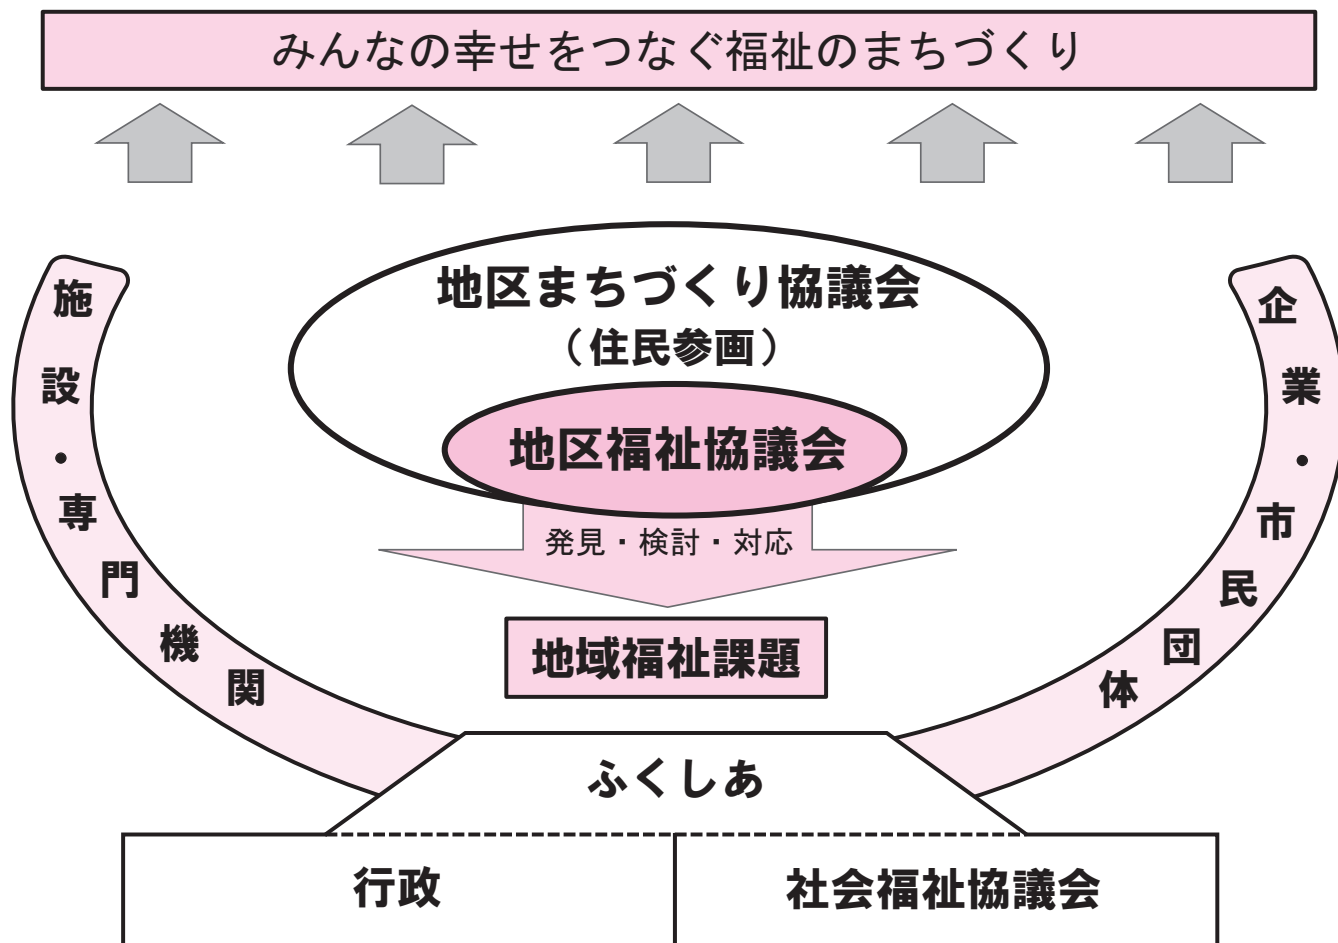 みんなの幸せをつなぐ福祉のまちづくり
地区まちづくり協議会
（住民参画）
地区福祉協議会
発見・検討・対応
地域福祉課題
施設・専門機関
企業・市民団体
ふくしあ
行政
社会福祉協議会